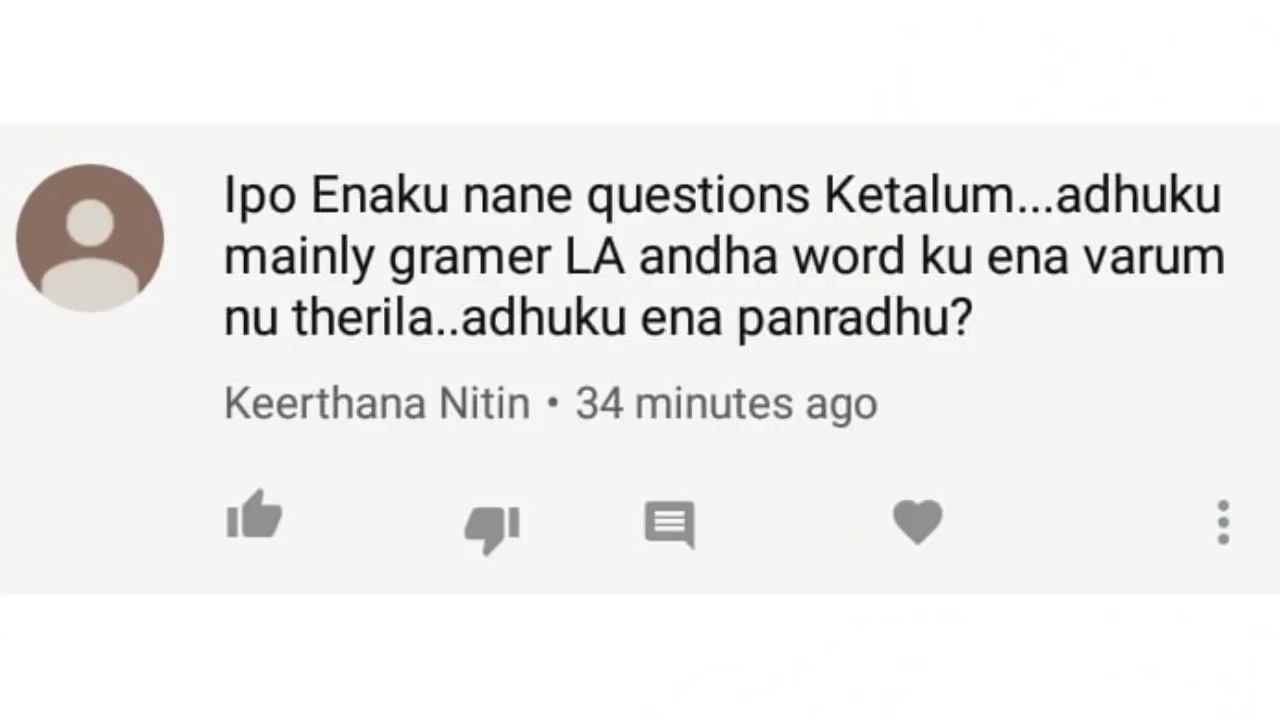 Ipo Enaku nane questions Ketalum...adhuku
mainly gramer LA andha word ku ena varum
nu therila..adhuku ena panradhu?
Keerthana Nitin • 34 minutes ago